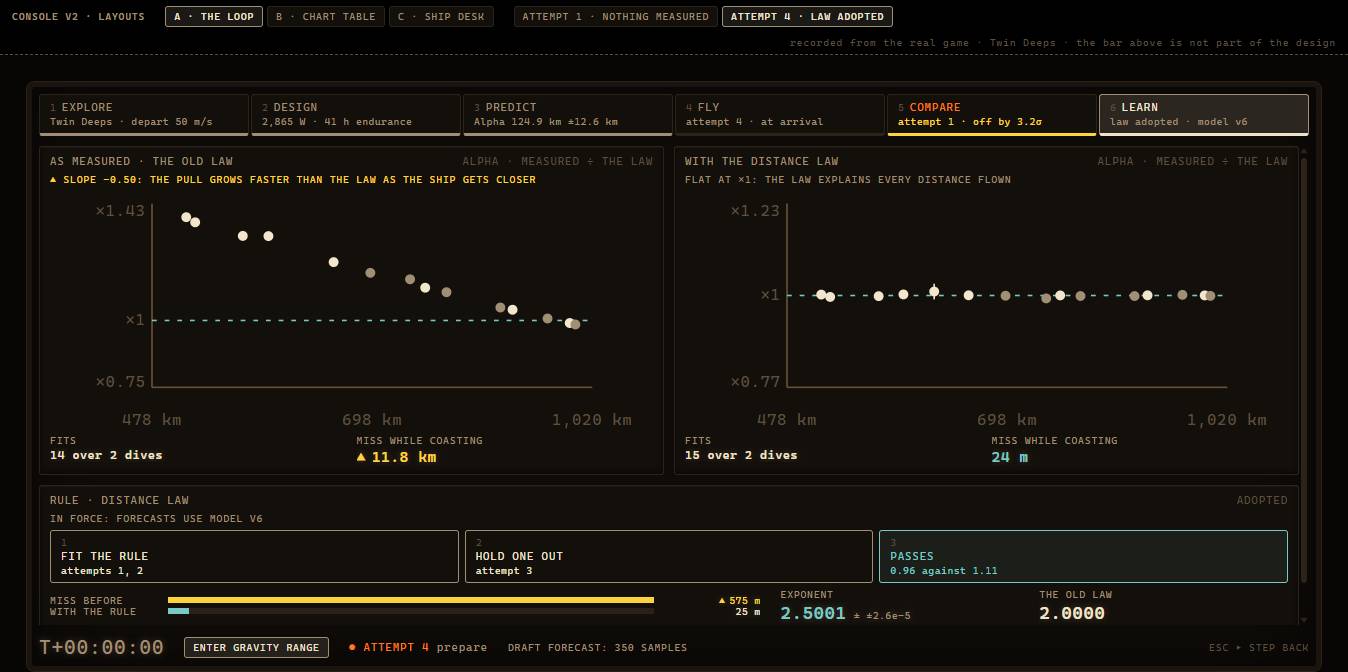 CONSOLE V2 · LAYOUTS
A · THE LOOP
B · CHART TABLE
C · SHIP DESK
ATTEMPT 1 · NOTHING MEASURED
ATTEMPT 4 · LAW ADOPTED
recorded from the real game · Twin Deeps · the bar above is not part of the design
1 EXPLORE
Twin Deeps · depart 50 m/s
2 DESIGN
2,865 W · 41 h endurance
3 PREDICT
Alpha 124.9 km ±12.6 km
4 FLY
attempt 4 · at arrival
5 COMPARE
attempt 1 · off by 3.2σ
6 LEARN
law adopted · model v6
AS MEASURED · THE OLD LAW
ALPHA · MEASURED ÷ THE LAW
▲ SLOPE −0.50: THE PULL GROWS FASTER THAN THE LAW AS THE SHIP GETS CLOSER
×1.43
×1
×0.75
478 km
698 km
1,020 km
FITS
14 over 2 dives
MISS WHILE COASTING
▲ 11.8 km
WITH THE DISTANCE LAW
ALPHA · MEASURED ÷ THE LAW
FLAT AT ×1: THE LAW EXPLAINS EVERY DISTANCE FLOWN
×1.23
×1
×0.77
478 km
698 km
1,020 km
FITS
15 over 2 dives
MISS WHILE COASTING
24 m
RULE · DISTANCE LAW
ADOPTED
IN FORCE: FORECASTS USE MODEL V6
1
FIT THE RULE
attempts 1, 2
2
HOLD ONE OUT
attempt 3
3
PASSES
0.96 against 1.11
MISS BEFORE
▲ 575 m
WITH THE RULE
25 m
EXPONENT
2.5001 ± ±2.6e−5
THE OLD LAW
2.0000
T+00:00:00
ENTER GRAVITY RANGE
● ATTEMPT 4 prepare
DRAFT FORECAST: 350 SAMPLES
ESC ▸ STEP BACK